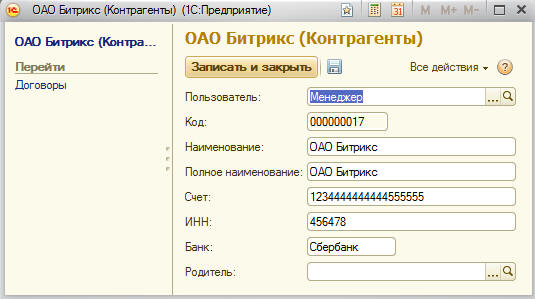 1С ОАО Битрикс (Контрагенты) (1С:Предприятие) 31 M M+ M-
ОАО Битрикс (Контра...
Перейти
Договоры
ОАО Битрикс (Контрагенты)
Записать и закрыть Все действия ?
Пользователь: Менеджер ...
Код: 000000017
Наименование: ОАО Битрикс
Полное наименование: ОАО Битрикс
Счет: 1234444444444555555
ИНН: 456478
Банк: Сбербанк
Родитель: ...